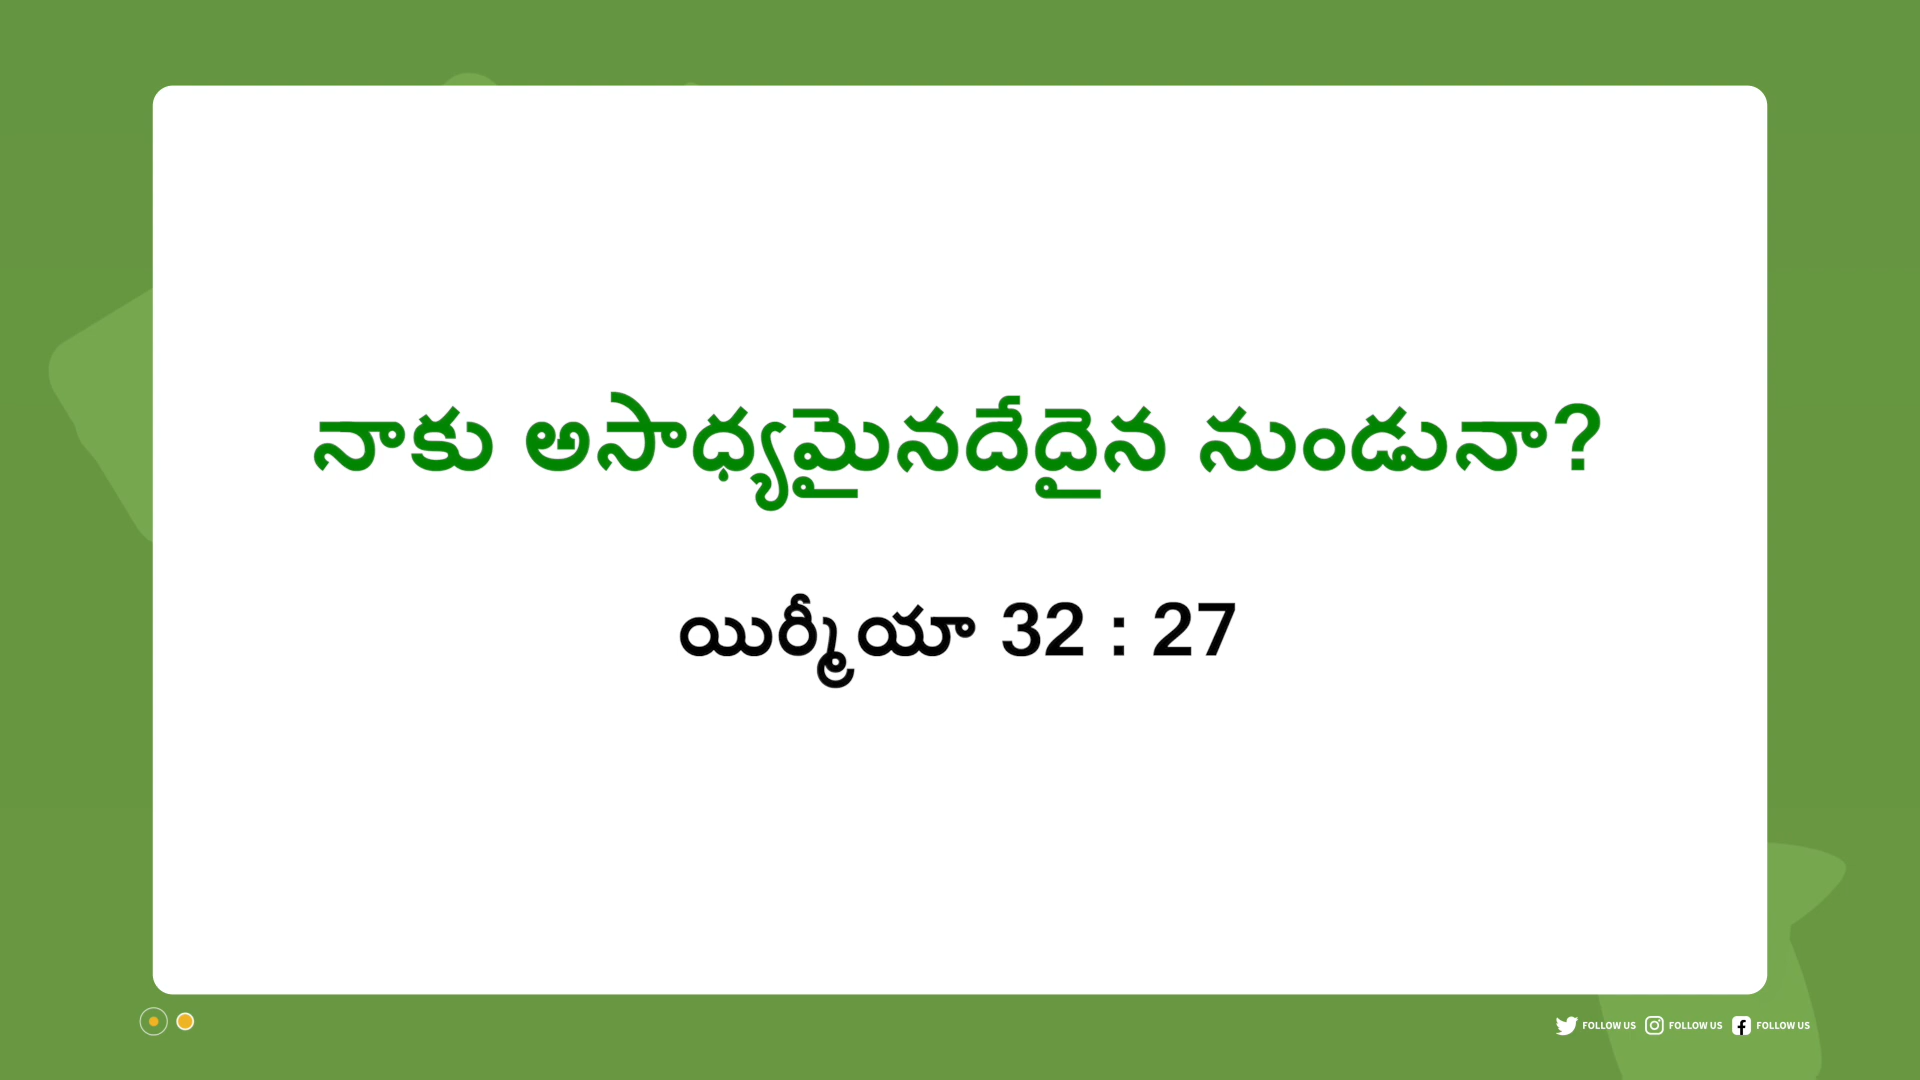 నాకు అసాధ్యమైనదేదైన నుండునా?
యిర్మీయా 32 : 27
FOLLOW US FOLLOW US FOLLOW US